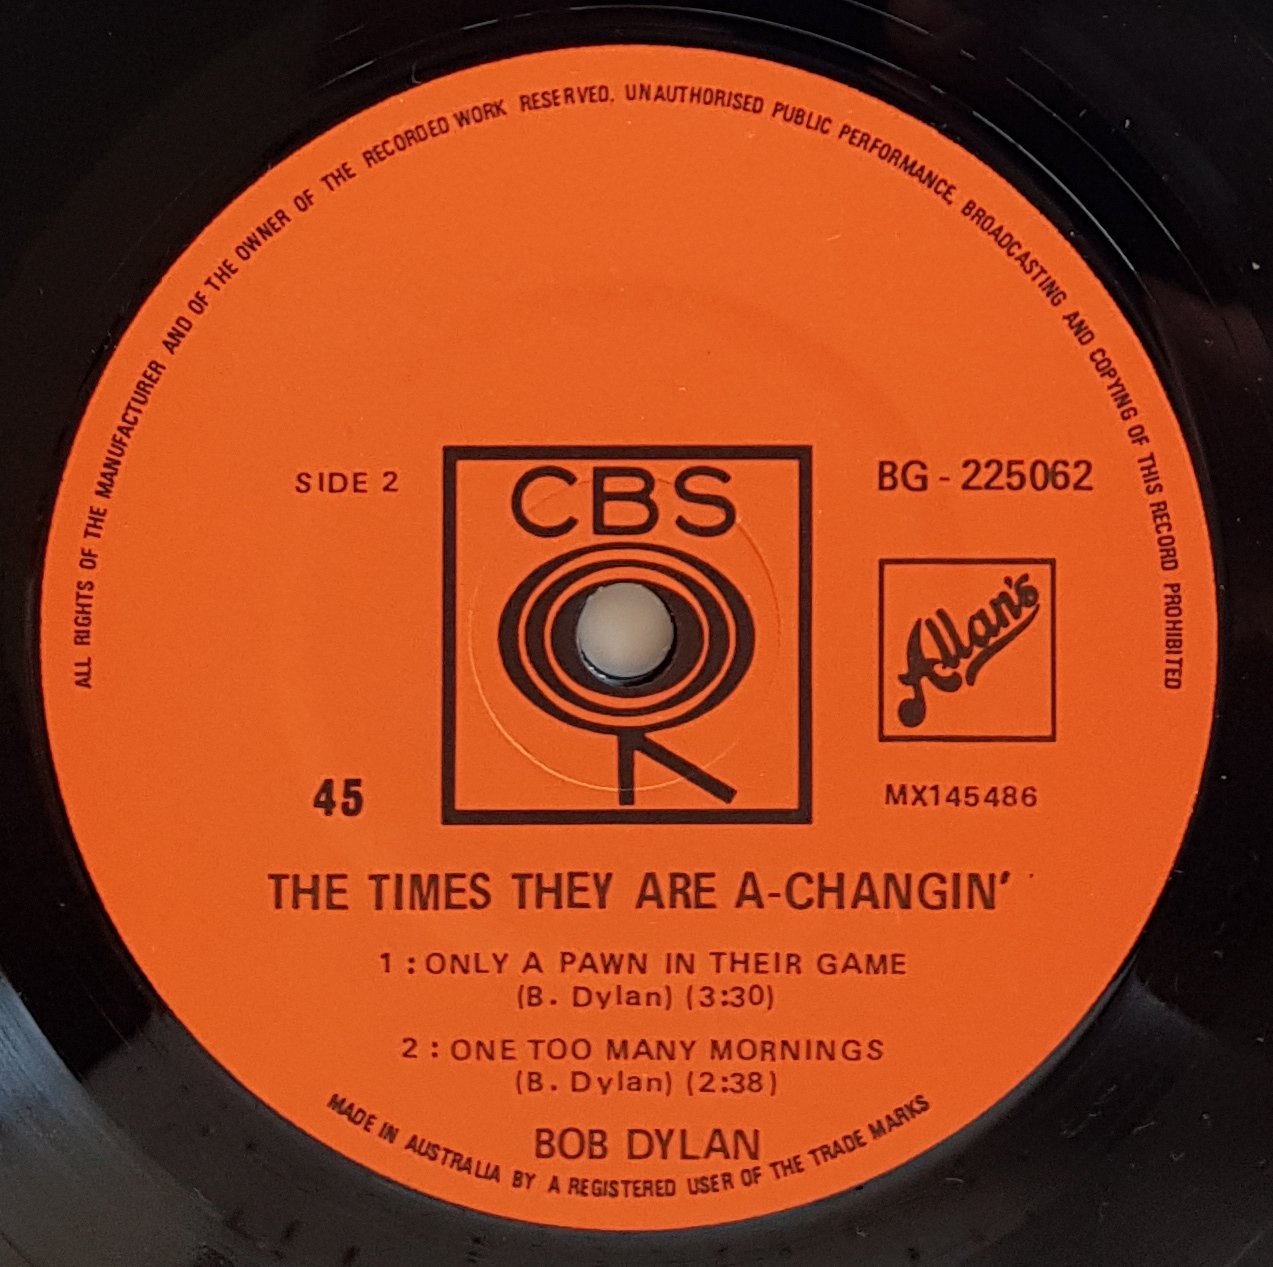 ALL RIGHTS OF THE MANUFACTURER AND OF THE OWNER OF THE RECORDED WORK RESERVED. UNAUTHORISED PUBLIC PERFORMANCE, BROADCASTING AND COPYING OF THIS RECORD PROHIBITED
SIDE 2
CBS
BG - 225062
Allan's
45
MX145486
THE TIMES THEY ARE A-CHANGIN'
1 : ONLY A PAWN IN THEIR GAME
(B. Dylan) (3:30)
2 : ONE TOO MANY MORNINGS
(B. Dylan) (2:38)
BOB DYLAN
MADE IN AUSTRALIA BY A REGISTERED USER OF THE TRADE MARKS